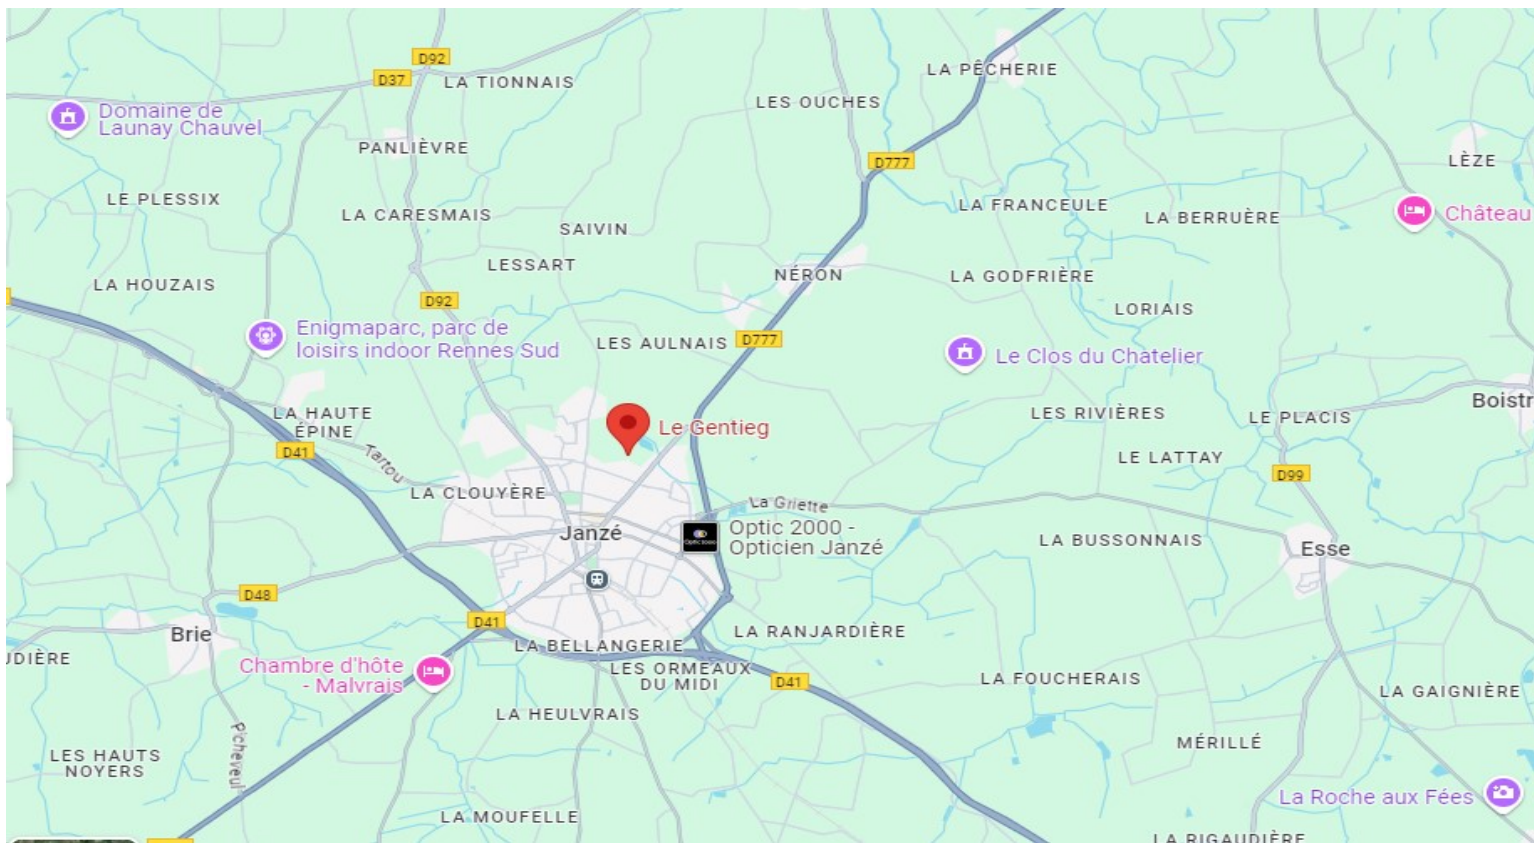 D92
D37
LA TIONNAIS
LA PÊCHERIE
LES OUCHES
Domaine de
Launay Chauvel
PANLIÈVRE
D777
LÈZE
LE PLESSIX
LA CARESMAIS
SAIVIN
LA FRANCEULE
LA BERRUÈRE
Château
LESSART
NÉRON
LA GODFRIÈRE
LA HOUZAIS
D92
LORIAIS
Enigmaparc, parc de
loisirs indoor Rennes Sud
LES AULNAIS
D777
Le Clos du Chatelier
Boistr
LA HAUTE
ÉPINE
LES RIVIÈRES
LE PLACIS
Le Gentieg
D41
Tartou
LE LATTAY
D99
LA CLOUYÈRE
La Griette
Janzé
Optic 2000 -
Opticien Janzé
LA BUSSONNAIS
Esse
D48
D41
Brie
LA RANJARDIÈRE
LA BELLANGERIE
JDIÈRE
Chambre d'hôte
- Malvrais
LES ORMEAUX
DU MIDI
D41
LA FOUCHERAIS
LA GAIGNIÈRE
LA HEULVRAIS
Picheveul
MÉRILLÉ
LES HAUTS
NOYERS
La Roche aux Fées
LA MOUFELLE
LA RIGAUDIÈRE